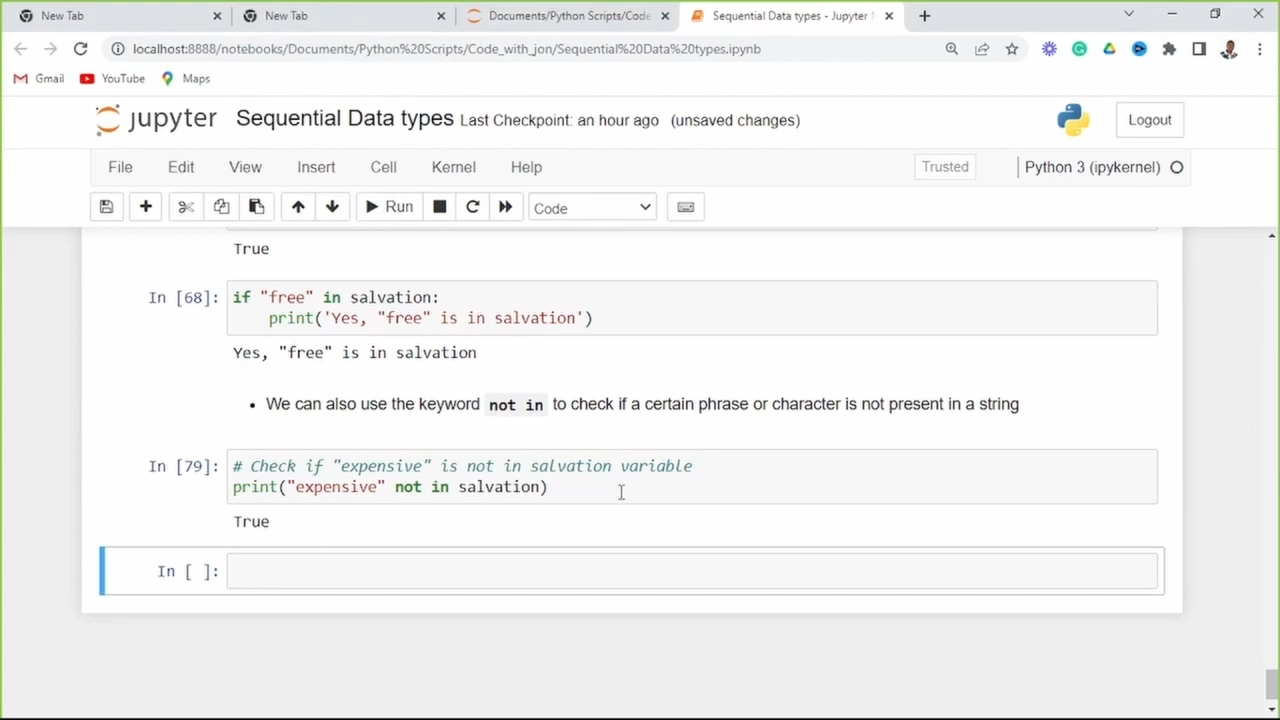 New Tab
New Tab
Documents/Python Scripts/Code
Sequential Data types - Jupyter
localhost:8888/notebooks/Documents/Python%20Scripts/Code_with_jon/Sequential%20Data%20types.ipynb
Gmail YouTube Maps
jupyter Sequential Data types Last Checkpoint: an hour ago (unsaved changes)
Logout
File Edit View Insert Cell Kernel Help
Trusted
Python 3 (ipykernel)
Run
Code
True
In [68]: if "free" in salvation:
print('Yes, "free" is in salvation')
Yes, "free" is in salvation
• We can also use the keyword not in to check if a certain phrase or character is not present in a string
In [79]: # Check if "expensive" is not in salvation variable
print("expensive" not in salvation)
True
In [ ]: